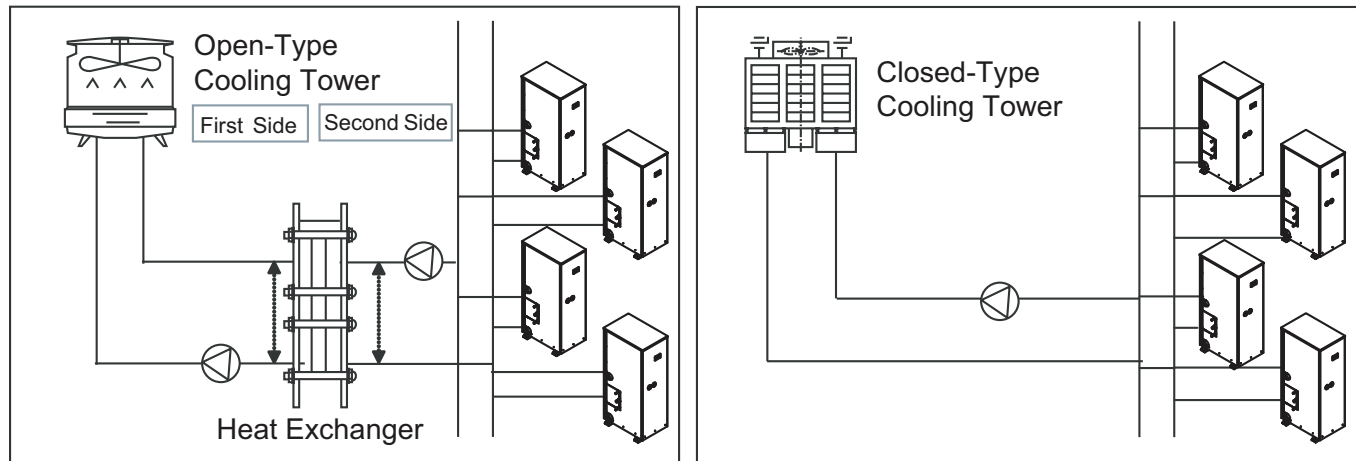 Open-Type
Cooling Tower
First Side
Second Side
Heat Exchanger
Closed-Type
Cooling Tower